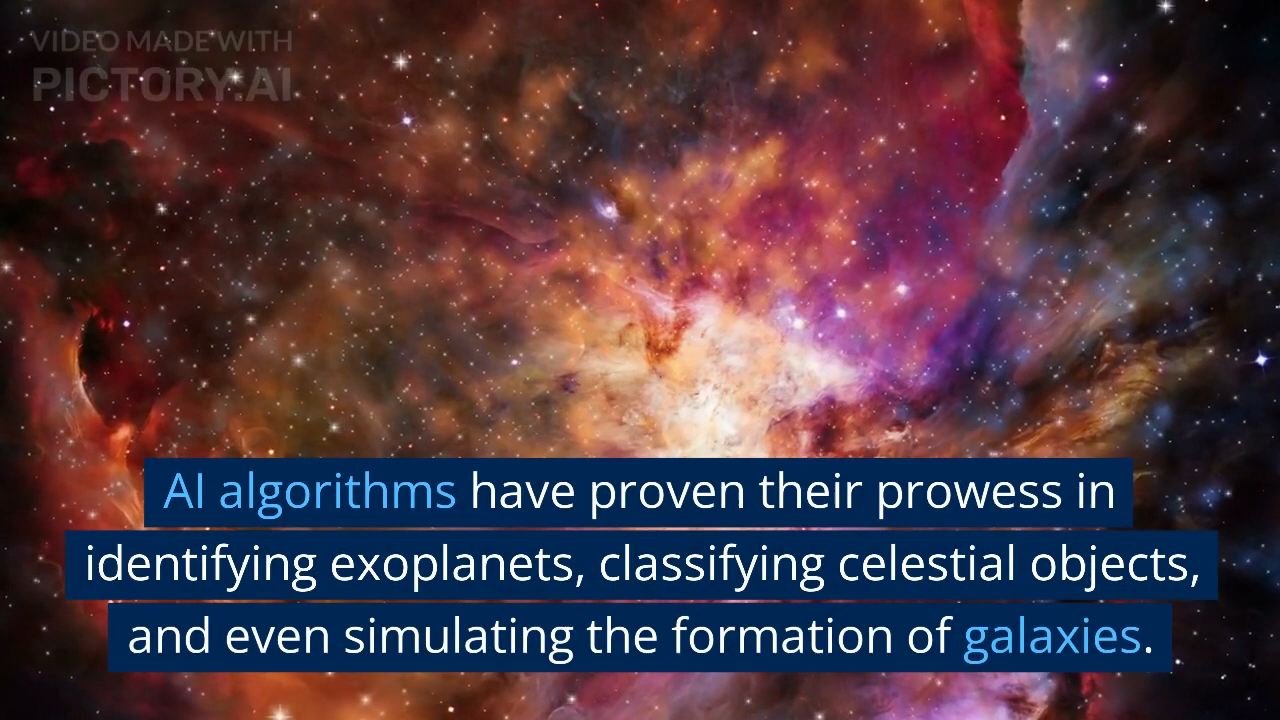 VIDEO MADE WITH
PICTORY.AI
AI algorithms have proven their prowess in
identifying exoplanets, classifying celestial objects,
and even simulating the formation of galaxies.